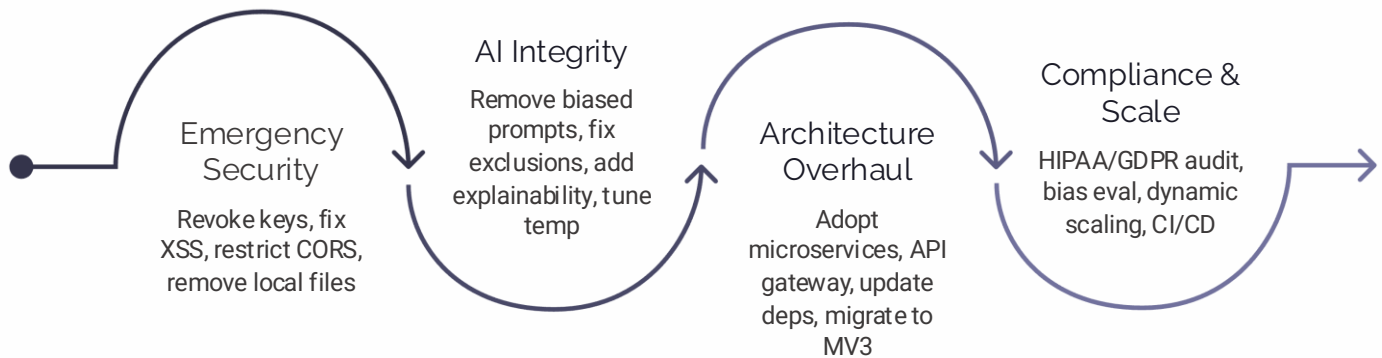 Emergency
Security
Revoke keys, fix
XSS, restrict CORS,
remove local files
AI Integrity
Remove biased
prompts, fix
exclusions, add
explainability, tune
temp
Architecture
Overhaul
Adopt
microservices, API
gateway, update
deps, migrate to
MV3
Compliance &
Scale
HIPAA/GDPR audit,
bias eval, dynamic
scaling, CI/CD